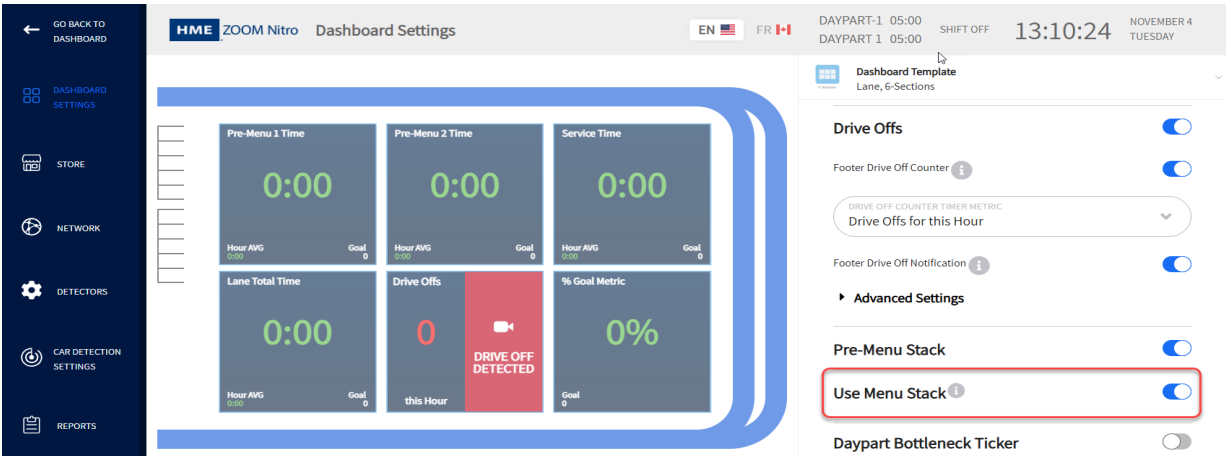 GO BACK TO
DASHBOARD
HME ZOOM Nitro Dashboard Settings
EN FR
DAYPART-1 05:00
DAYPART 1 05:00
SHIFT OFF
13:10:24
NOVEMBER 4
TUESDAY
DASHBOARD
SETTINGS
STORE
NETWORK
DETECTORS
CAR DETECTION
SETTINGS
REPORTS
Pre-Menu 1 Time
0:00
Hour AVG Goal
0:00 0
Pre-Menu 2 Time
0:00
Hour AVG Goal
0:00 0
Service Time
0:00
Hour AVG Goal
0:00 0
Lane Total Time
0:00
Hour AVG Goal
0:00 0
Drive Offs
0
this Hour
DRIVE OFF
DETECTED
% Goal Metric
0%
Goal
0
Dashboard Template
Lane, 6-Sections
Drive Offs
Footer Drive Off Counter
DRIVE OFF COUNTER TIMER METRIC
Drive Offs for this Hour
Footer Drive Off Notification
Advanced Settings
Pre-Menu Stack
Use Menu Stack
Daypart Bottleneck Ticker